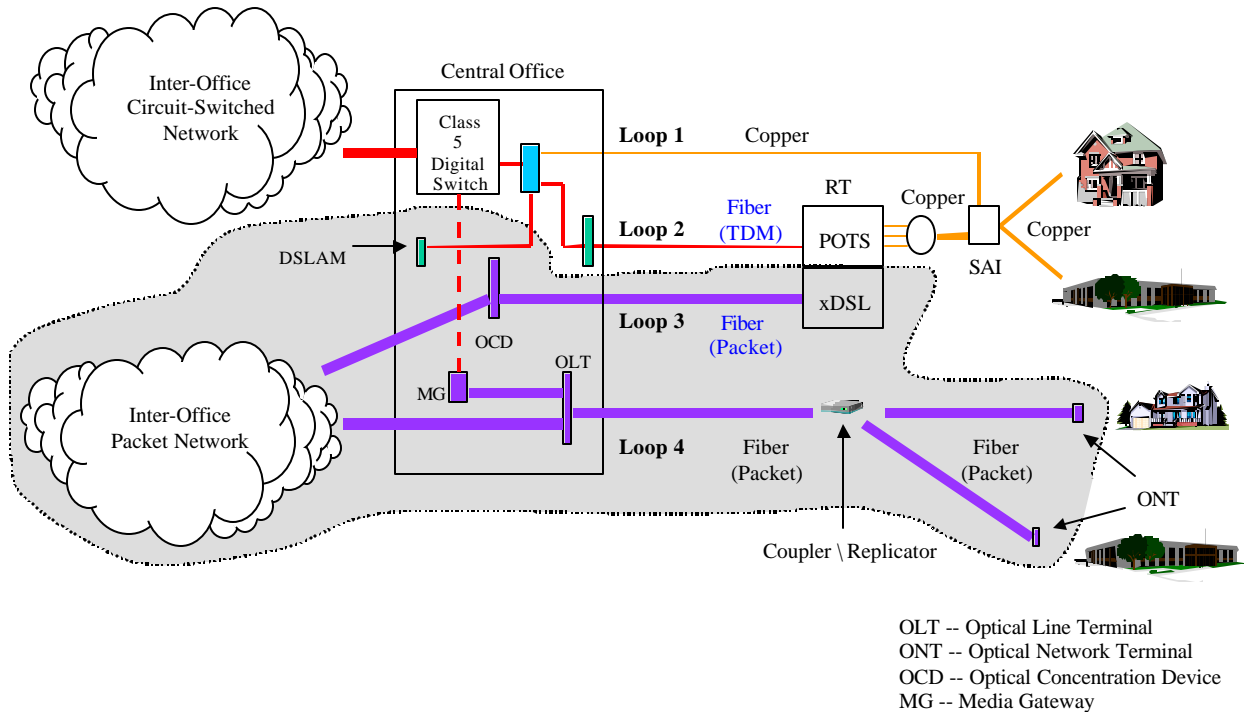 Inter-Office
Circuit-Switched
Network
Central Office
Class
5
Digital
Switch
Loop 1
Copper
RT
Copper
Fiber
(TDM)
Loop 2
POTS
Copper
SAI
DSLAM
xDSL
OCD
Loop 3
Fiber
(Packet)
OLT
MG
Inter-Office
Packet Network
Loop 4
Fiber
(Packet)
Fiber
(Packet)
ONT
Coupler \ Replicator
OLT -- Optical Line Terminal
ONT -- Optical Network Terminal
OCD -- Optical Concentration Device
MG -- Media Gateway